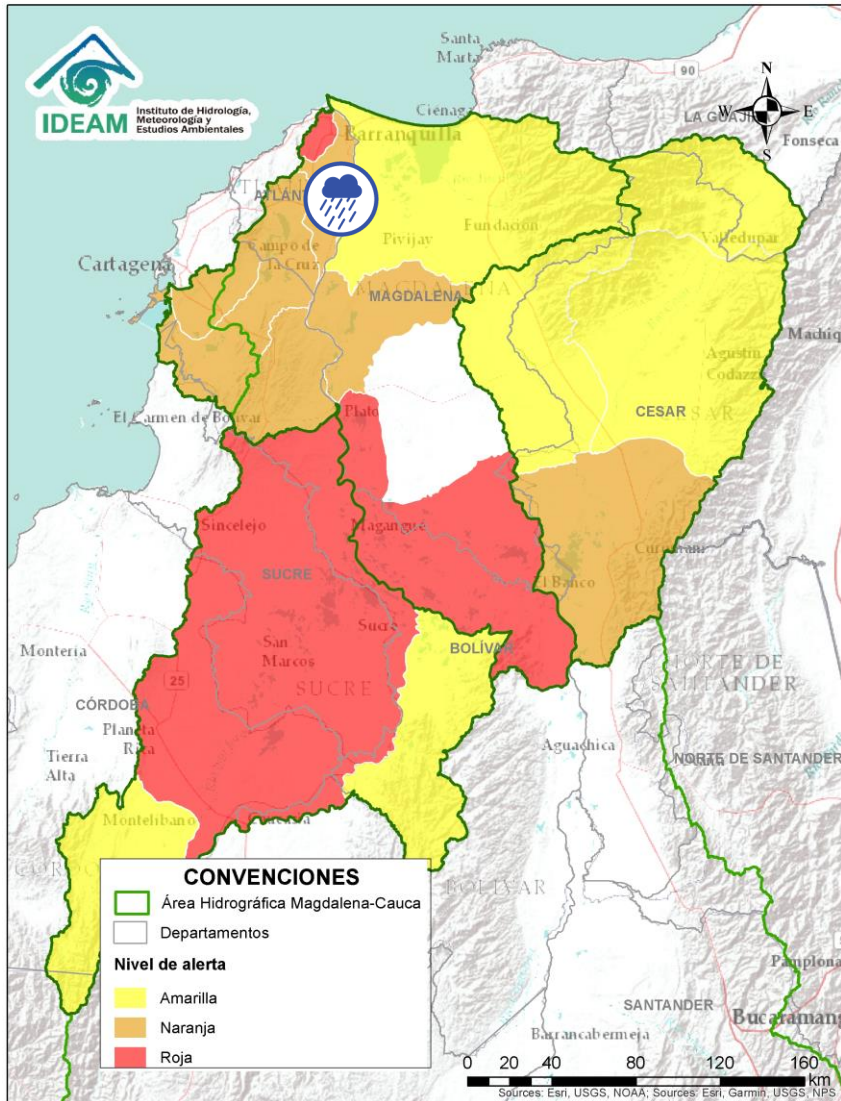 IDEAM
Instituto de Hidrología,
Meteorología y
Estudios Ambientales
Santa
Marta
90
N
W
E
S
LA GUAJI
Fonseca
Ciénaga
Barranquilla
ATLÁNT
Valledupar
Fundación
Pivijay
Campo de
la Cruz
Cartagena
MAGDALENA
Machiq
Agustín
Codazzi
CESAR
El Carmen de Bolívar
Plato
Sincelejo
Magangué
SUCRE
Curumaní
El Banco
Sucre
BOLÍVAR
San
Marcos
SUCRE
Montería
25
NORTE DE
SANTANDER
CÓRDOBA
Planeta
Rica
Aguachica
Tierra
Alta
NORTE DE SANTANDER
Montelíbano
Caucasia
BOLÍVAR
CONVENCIONES
Área Hidrográfica Magdalena-Cauca
Departamentos
Nivel de alerta
Amarilla
Naranja
Roja
Pamplona
SANTANDER
Bucaramang
Barrancabermeja
0 20 40 80 120 160
km
Sources: Esri, USGS, NOAA; Sources: Esri, Garmin, USGS, NPS